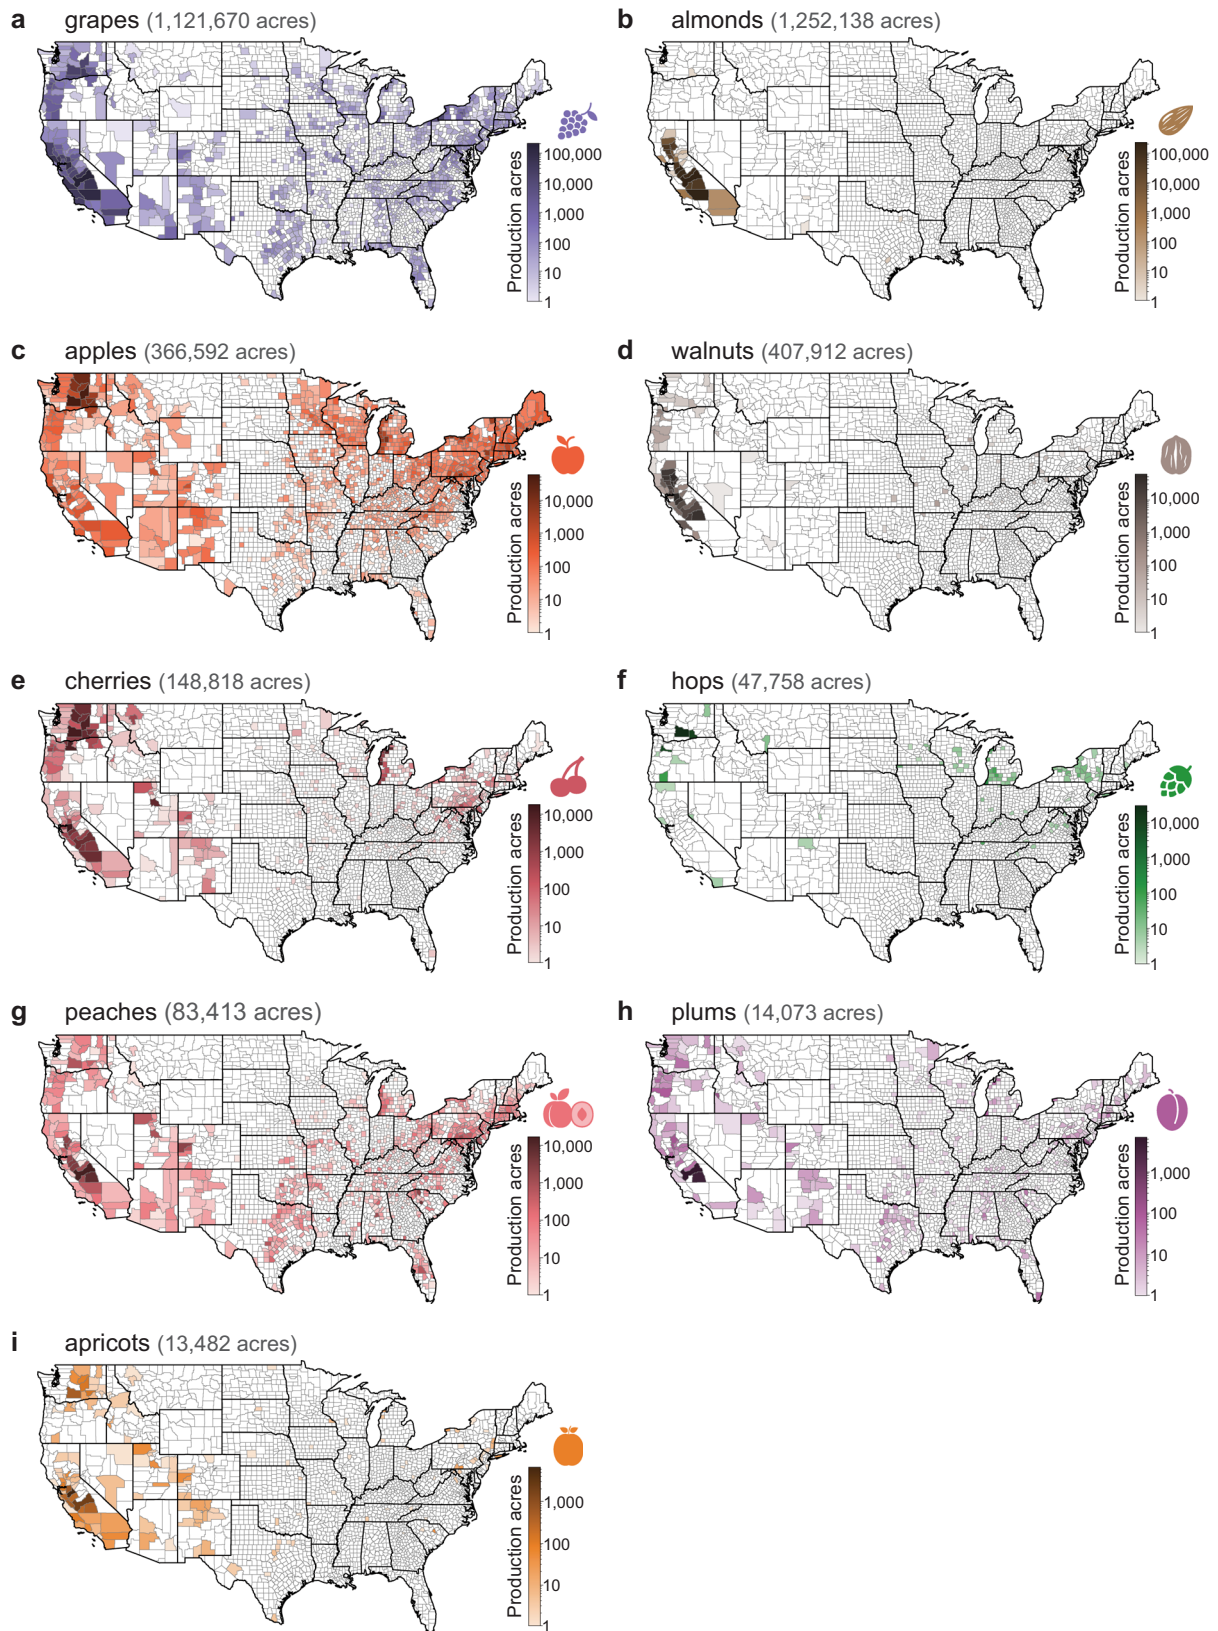 a grapes (1,121,670 acres)
Production acres
100,000
10,000
1,000
100
10
1
b almonds (1,252,138 acres)
Production acres
100,000
10,000
1,000
100
10
1
c apples (366,592 acres)
Production acres
10,000
1,000
100
10
1
d walnuts (407,912 acres)
Production acres
10,000
1,000
100
10
1
e cherries (148,818 acres)
Production acres
10,000
1,000
100
10
1
f hops (47,758 acres)
Production acres
10,000
1,000
100
10
1
g peaches (83,413 acres)
Production acres
10,000
1,000
100
10
1
h plums (14,073 acres)
Production acres
1,000
100
10
1
i apricots (13,482 acres)
Production acres
1,000
100
10
1